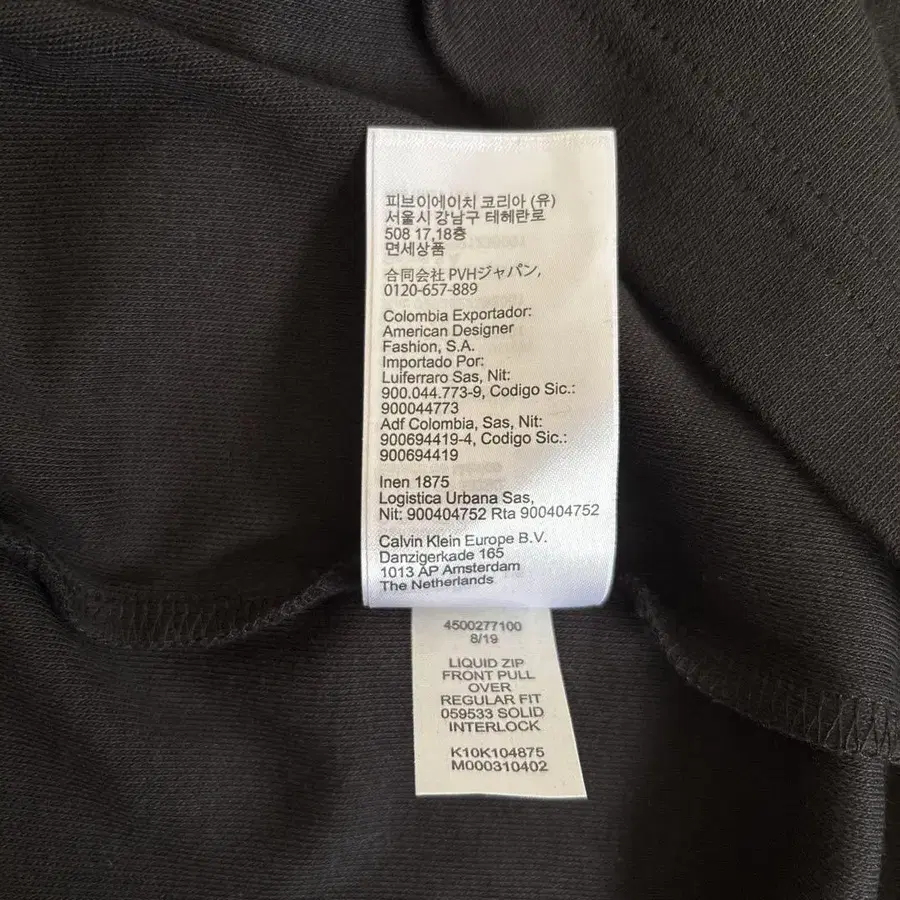 피브이에이치 코리아 (유)
서울시 강남구 테헤란로
508 17,18층
면세상품
合同会社 PVHジャパン,
0120-657-889
Colombia Exportador:
American Designer
Fashion, S.A.
Importado Por:
Luiferraro Sas, Nit:
900.044.773-9, Codigo Sic.:
900044773
Adf Colombia, Sas, Nit:
900694419-4, Codigo Sic.:
900694419
Inen 1875
Logistica Urbana Sas,
Nit: 900404752 Rta 900404752
Calvin Klein Europe B.V.
Danzigerkade 165
1013 AP Amsterdam
The Netherlands
4500277100
8/19
LIQUID ZIP
FRONT PULL
OVER
REGULAR FIT
059533 SOLID
INTERLOCK
K10K104875
M000310402